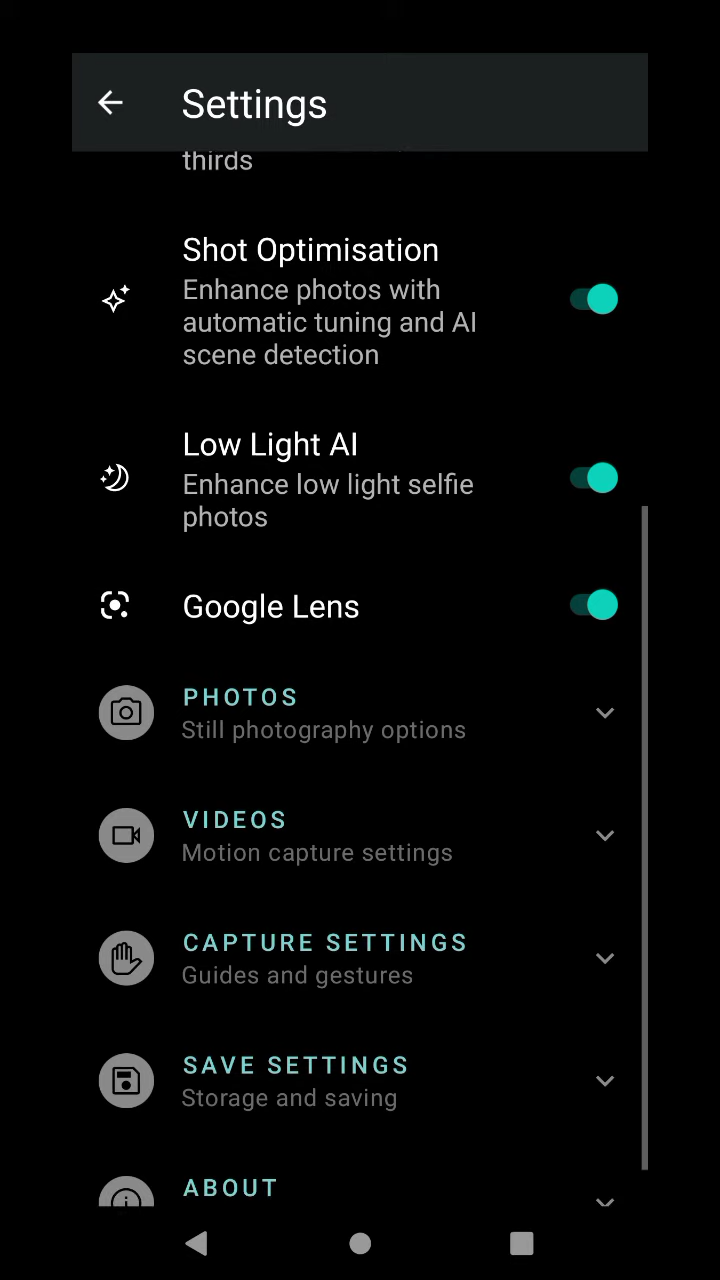 Settings
thirds
Shot Optimisation
Enhance photos with
automatic tuning and AI
scene detection
Low Light AI
Enhance low light selfie
photos
Google Lens
PHOTOS
Still photography options
VIDEOS
Motion capture settings
CAPTURE SETTINGS
Guides and gestures
SAVE SETTINGS
Storage and saving
ABOUT